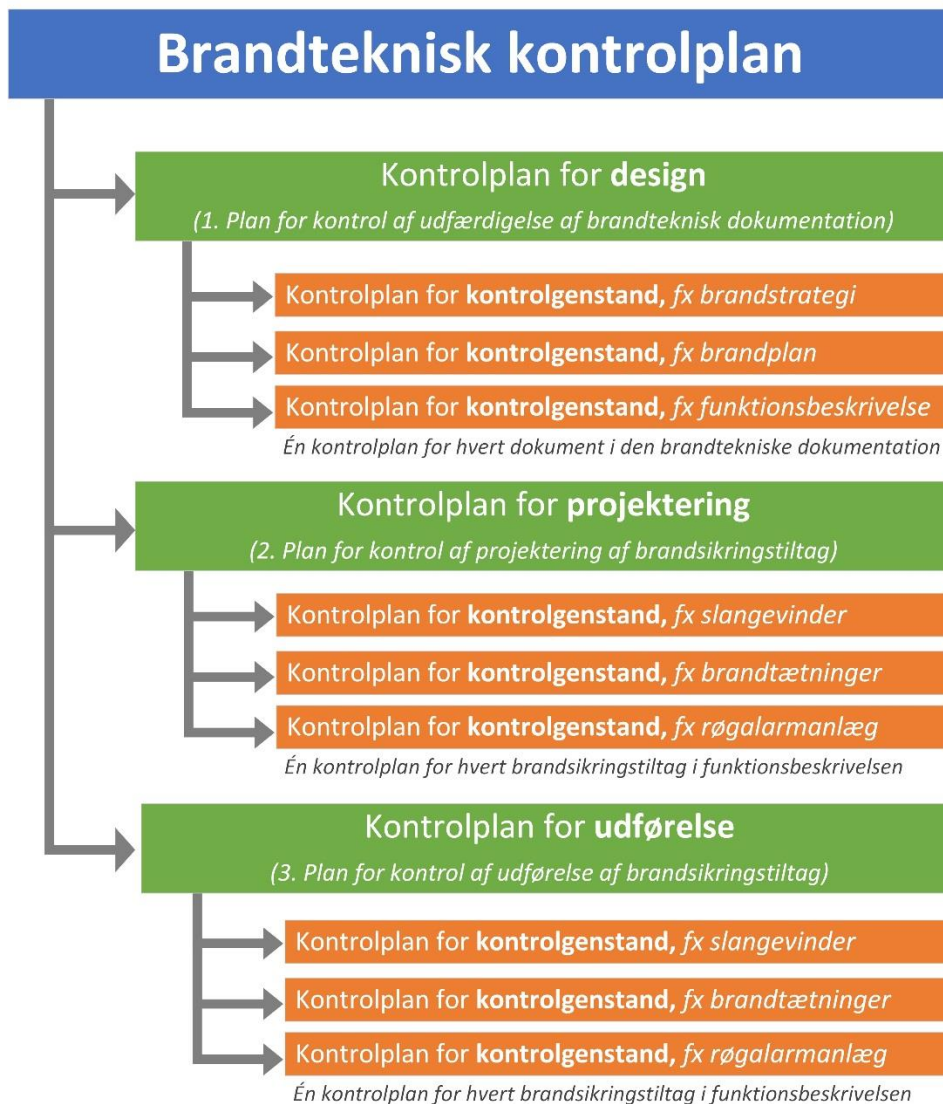 Brandteknisk kontrolplan
Kontrolplan for design
(1. Plan for kontrol af udfærdigelse af brandteknisk dokumentation)
Kontrolplan for kontrolgenstand, fx brandstrategi
Kontrolplan for kontrolgenstand, fx brandplan
Kontrolplan for kontrolgenstand, fx funktionsbeskrivelse
Én kontrolplan for hvert dokument i den brandtekniske dokumentation
Kontrolplan for projektering
(2. Plan for kontrol af projektering af brandsikringstiltag)
Kontrolplan for kontrolgenstand, fx slangevinder
Kontrolplan for kontrolgenstand, fx brandtætninger
Kontrolplan for kontrolgenstand, fx røgalarmanlæg
Én kontrolplan for hvert brandsikringstiltag i funktionsbeskrivelsen
Kontrolplan for udførelse
(3. Plan for kontrol af udførelse af brandsikringstiltag)
Kontrolplan for kontrolgenstand, fx slangevinder
Kontrolplan for kontrolgenstand, fx brandtætninger
Kontrolplan for kontrolgenstand, fx røgalarmanlæg
Én kontrolplan for hvert brandsikringstiltag i funktionsbeskrivelsen